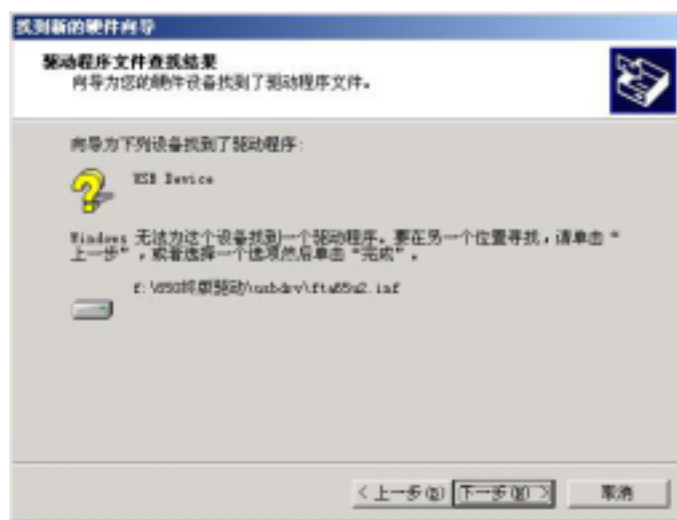 找到新的硬件向导
驱动程序文件查找结果
向导为您的硬件设备找到了驱动程序文件。
向导为下列设备找到了驱动程序:
USB Device
Windows 无法为这个设备找到一个驱动程序。要在另一个位置寻找，请单击“
上一步”，或者选择一个选项然后单击“完成”。
驱动\usbdrv\
< 上一步(B)
下一步(N) >
取消